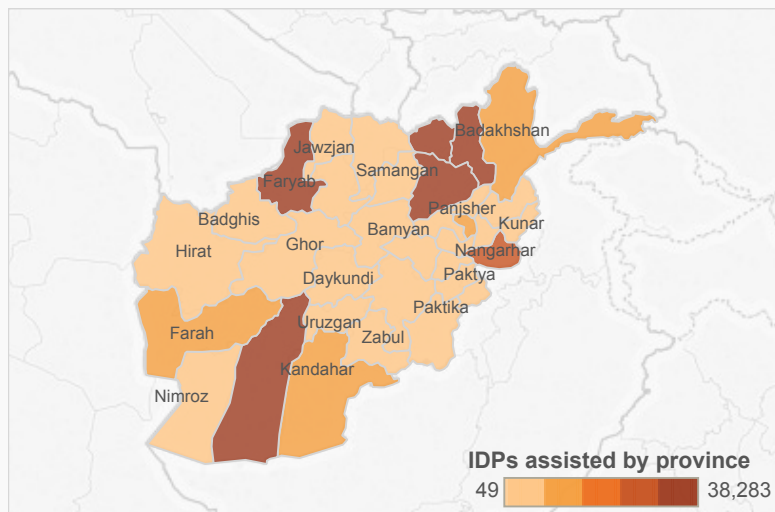 Badakhshan
Jawzjan
Samangan
Faryab
Panjsher
Badghis
Kunar
Bamyan
Ghor
Hirat
Nangarhar
Daykundi
Paktya
Paktika
Uruzgan
Farah
Zabul
Kandahar
Nimroz
IDPs assisted by province
49 38,283